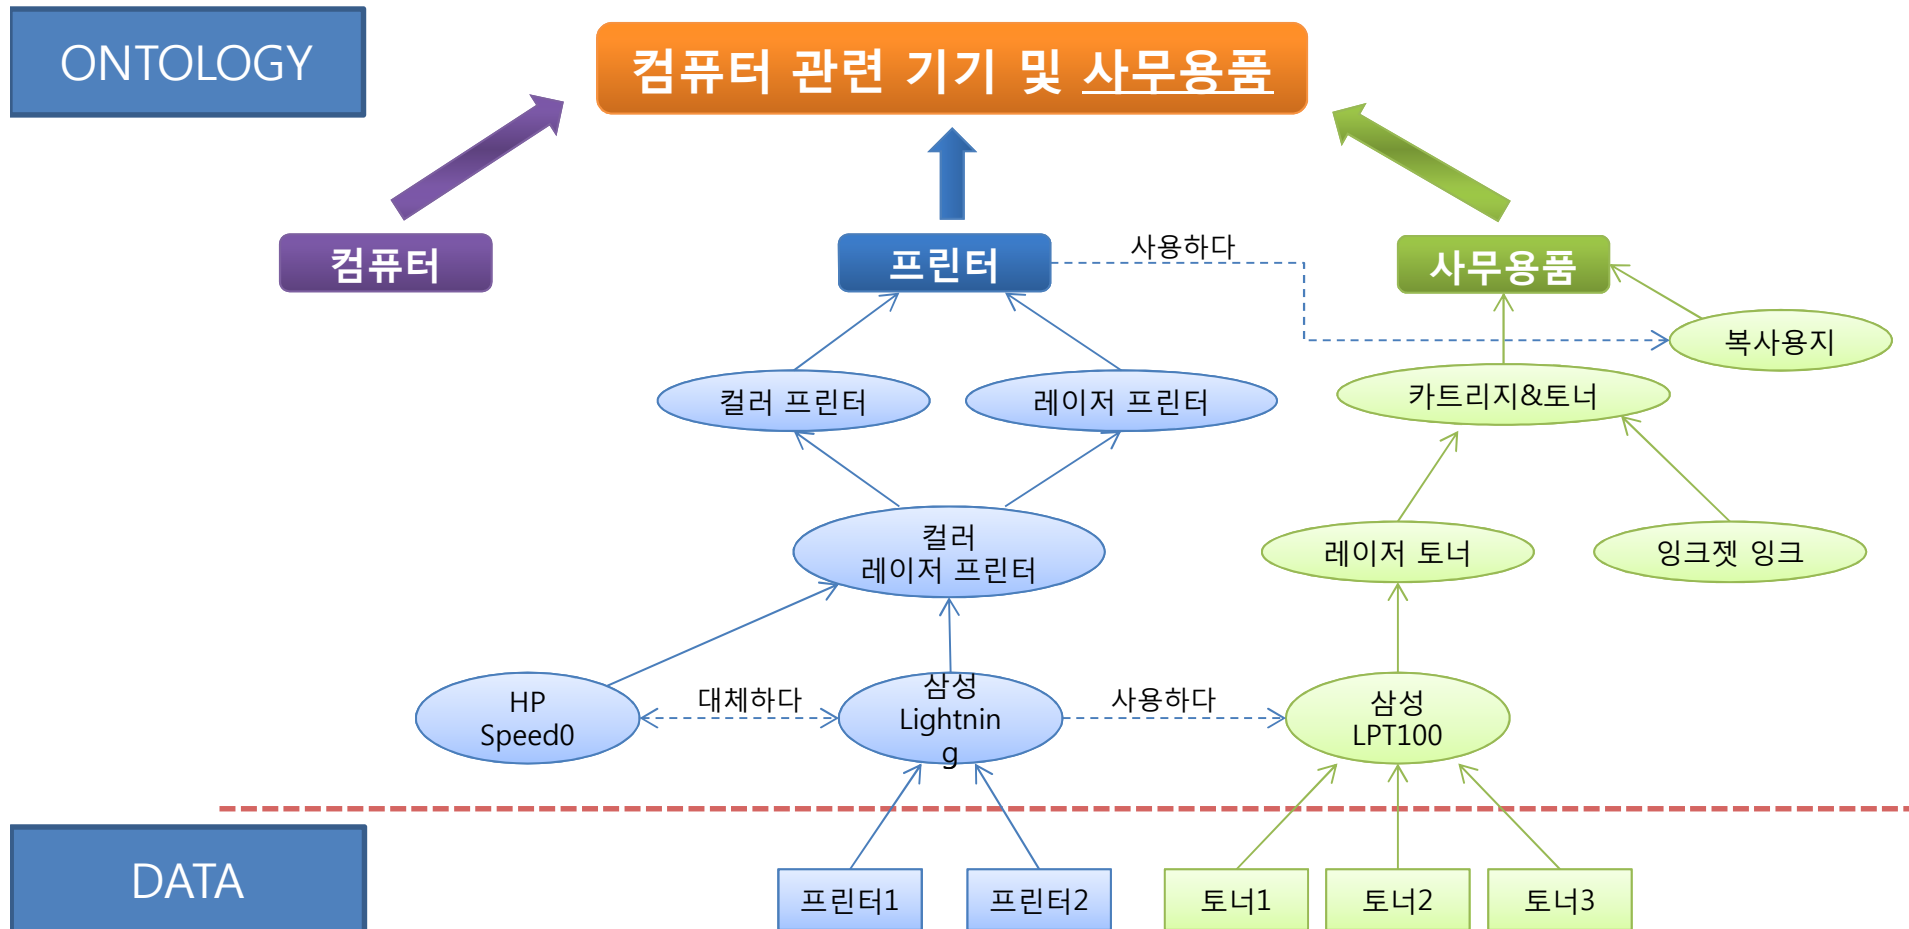 ONTOLOGY
컴퓨터 관련 기기 및 사무용품
컴퓨터
프린터
사용하다
사무용품
복사용지
컬러 프린터
레이저 프린터
카트리지&토너
컬러
레이저 프린터
레이저 토너
잉크젯 잉크
HP
Speed0
대체하다
삼성
Lightnin
g
사용하다
삼성
LPT100
DATA
프린터1
프린터2
토너1
토너2
토너3